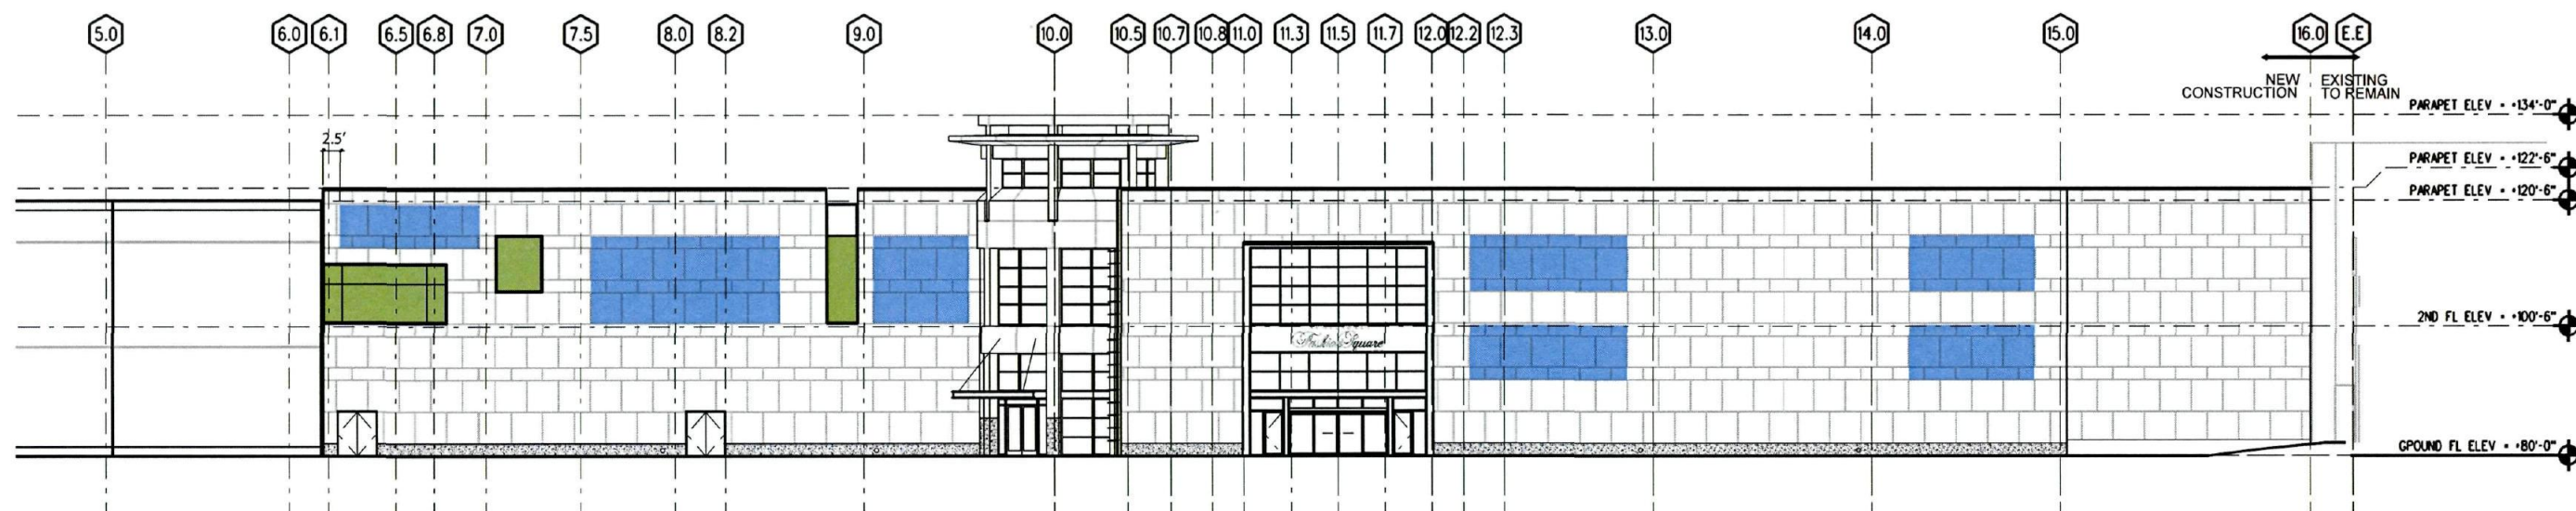 5.0 6.0 6.1 6.5 6.8 7.0 7.5 8.0 8.2 9.0 10.0 10.5 10.7 10.8 11.0 11.3 11.5 11.7 12.0 12.2 12.3 13.0 14.0 15.0 16.0 E.E
NEW EXISTING
CONSTRUCTION TO REMAIN
PARAPET ELEV = +134'-0"
2.5'
PARAPET ELEV = +122'-6"
PARAPET ELEV = +120'-6"
2ND FL ELEV = +100'-6"
Fashion Square
GROUND FL ELEV = +80'-0"